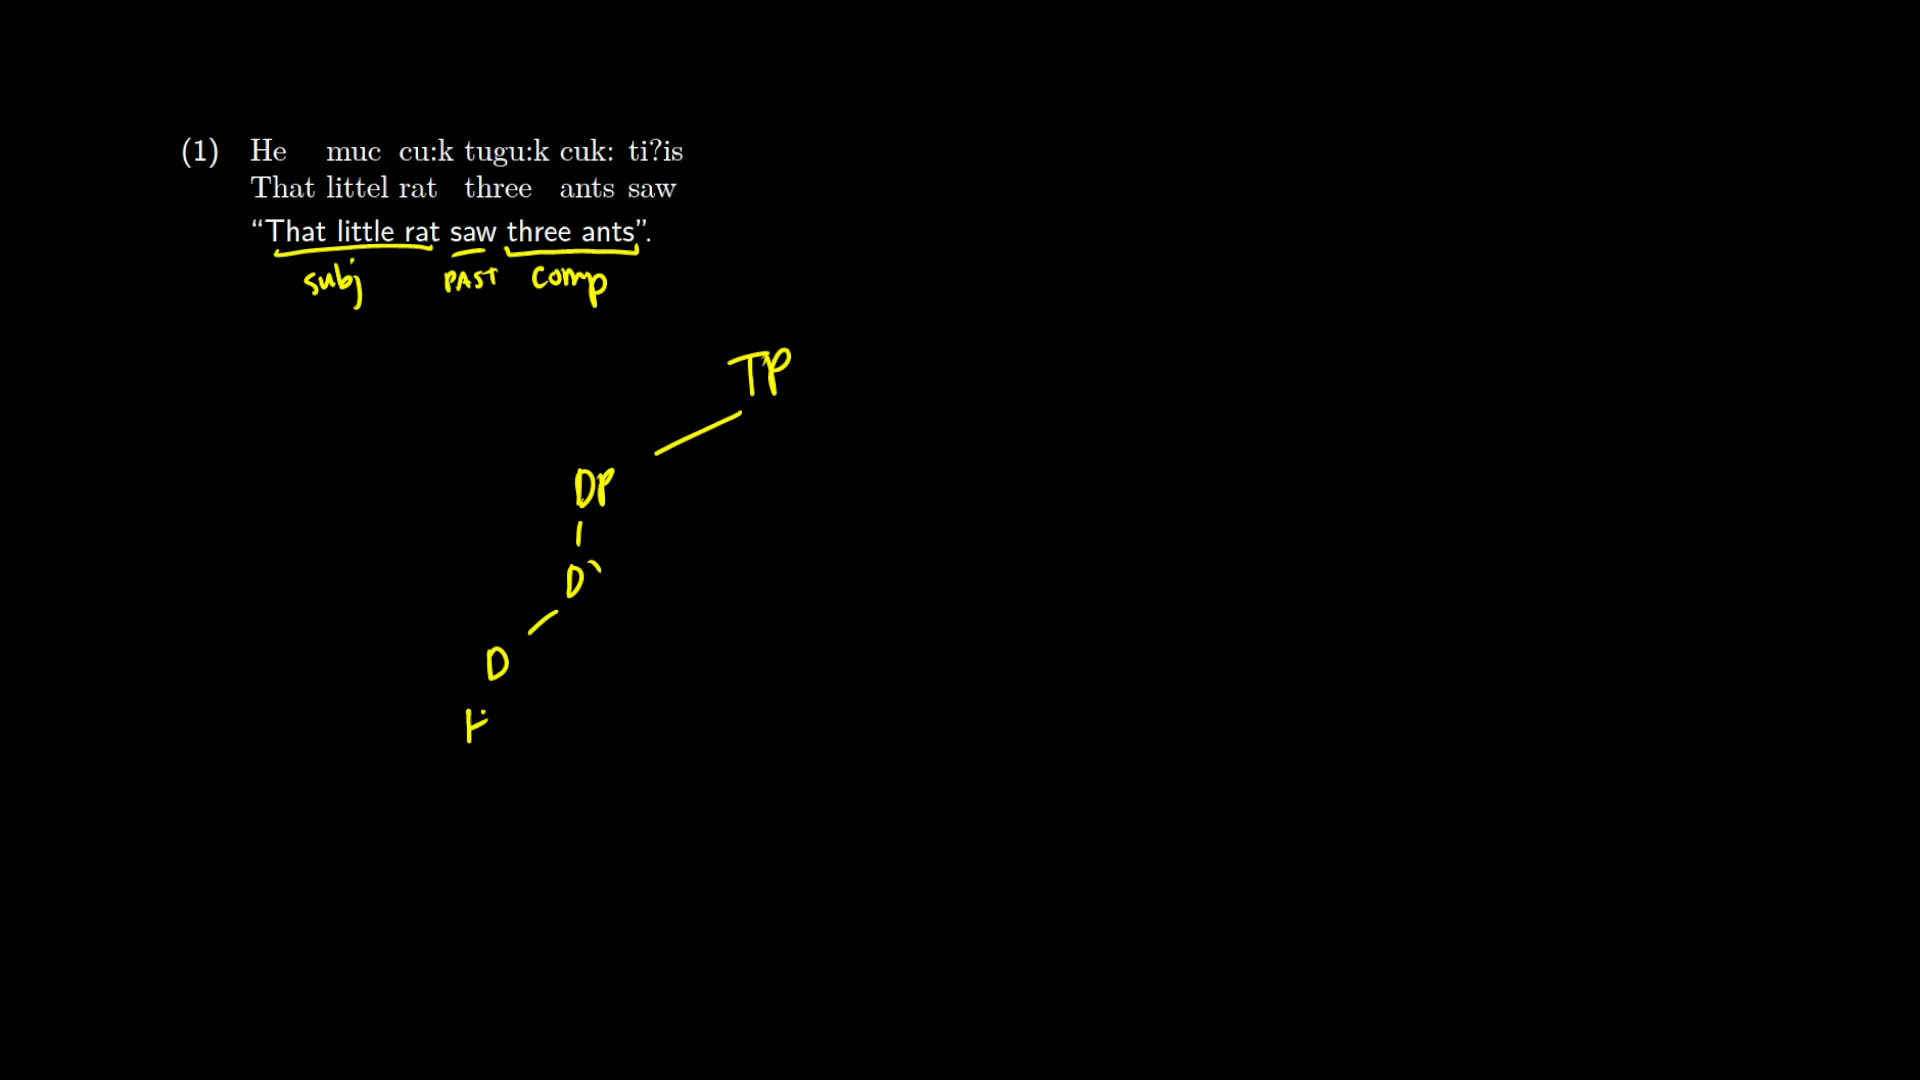 (1) He muc cu:k tugu:k cuk: ti?is
That littel rat three ants saw
“That little rat saw three ants”.
subj PAST comp
TP
DP
D'
D